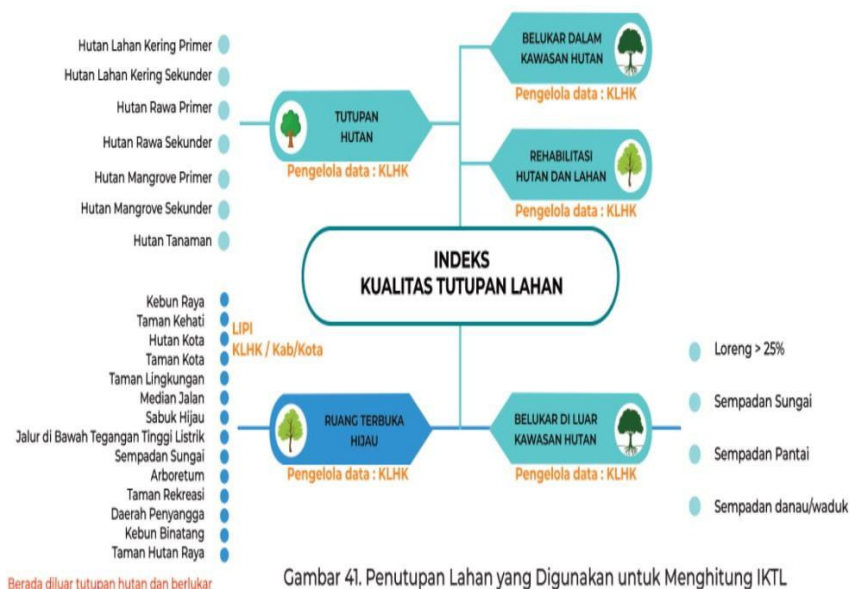 Hutan Lahan Kering Primer
Hutan Lahan Kering Sekunder
Hutan Rawa Primer
Hutan Rawa Sekunder
Hutan Mangrove Primer
Hutan Mangrove Sekunder
Hutan Tanaman
TUTUPAN
HUTAN
Pengelola data : KLHK
BELUKAR DALAM
KAWASAN HUTAN
Pengelola data : KLHK
REHABILITASI
HUTAN DAN LAHAN
Pengelola data : KLHK
INDEKS
KUALITAS TUTUPAN LAHAN
Kebun Raya
Taman Kehati
Hutan Kota
Taman Kota
Taman Lingkungan
Median Jalan
Sabuk Hijau
Jalur di Bawah Tegangan Tinggi Listrik
Sempadan Sungai
Arboretum
Taman Rekreasi
Daerah Penyangga
Kebun Binatang
Taman Hutan Raya
Berada diluar tutupan hutan dan berlukar
LIPI
KLHK / Kab/Kota
RUANG TERBUKA
HIJAU
Pengelola data : KLHK
BELUKAR DI LUAR
KAWASAN HUTAN
Pengelola data : KLHK
Loreng > 25%
Sempadan Sungai
Sempadan Pantai
Sempadan danau/waduk
Gambar 41. Penutupan Lahan yang Digunakan untuk Menghitung IKTL